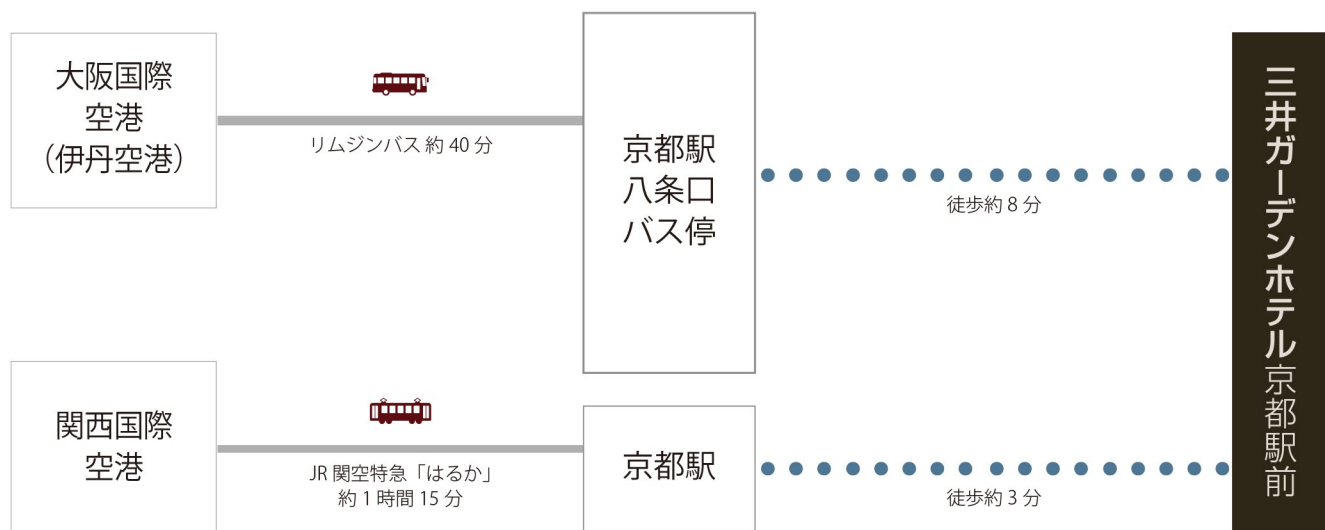 大阪国際
空港
（伊丹空港）
リムジンバス 約 40 分
京都駅
八条口
バス停
徒歩約 8 分
三井ガーデンホテル京都駅前
関西国際
空港
JR 関空特急「はるか」
約 1 時間 15 分
京都駅
徒歩約 3 分